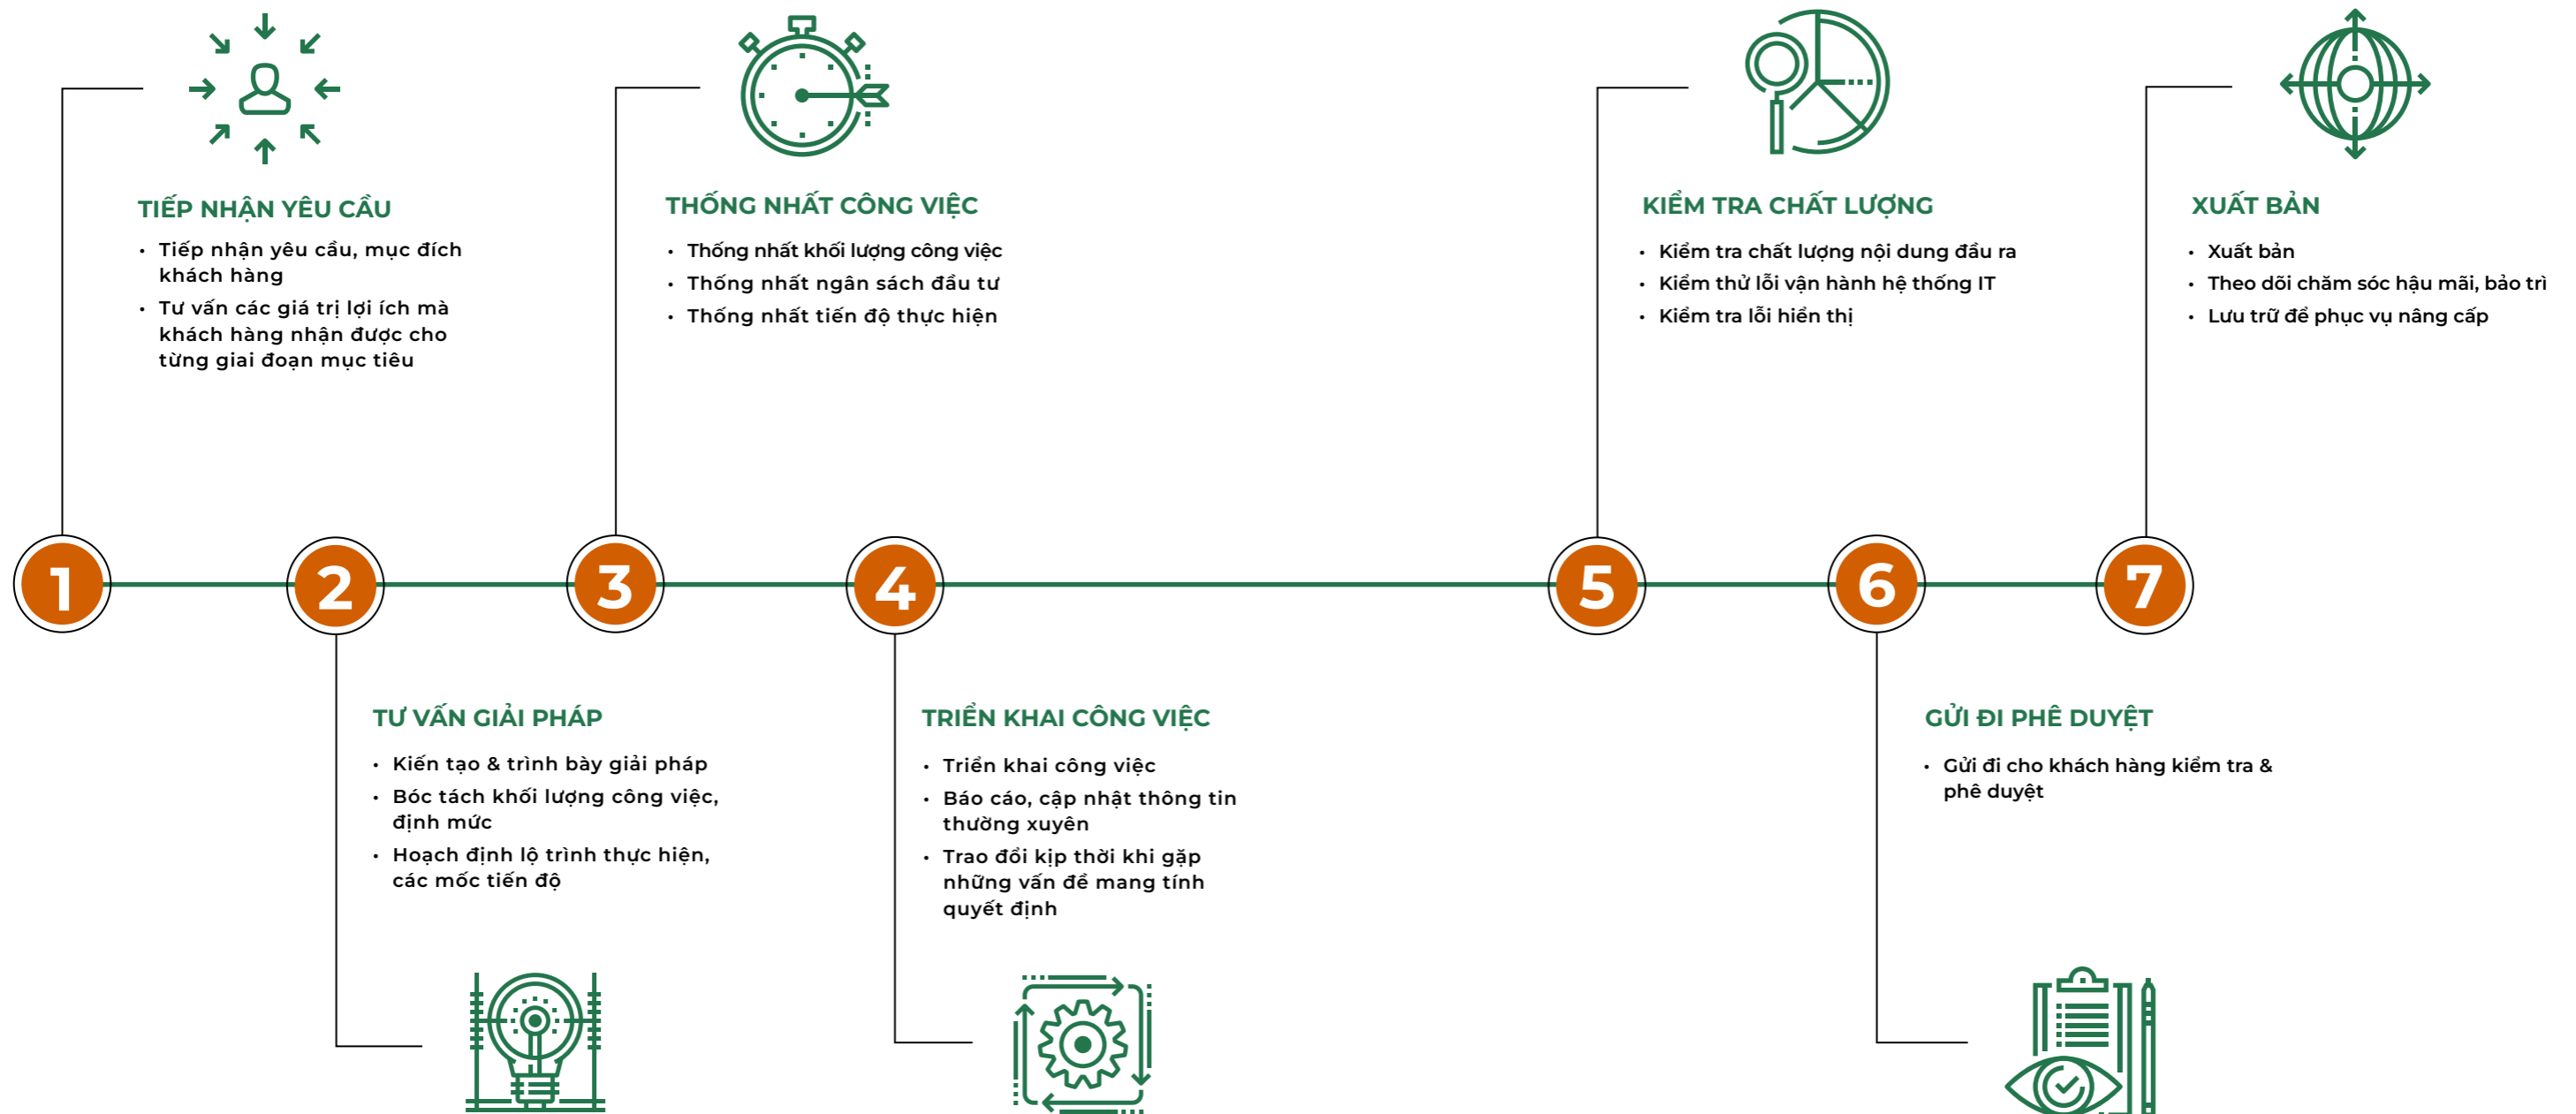 TIẾP NHẬN YÊU CẦU
• Tiếp nhận yêu cầu, mục đích
khách hàng
• Tư vấn các giá trị lợi ích mà
khách hàng nhận được cho
từng giai đoạn mục tiêu
THỐNG NHẤT CÔNG VIỆC
• Thống nhất khối lượng công việc
• Thống nhất ngân sách đầu tư
• Thống nhất tiến độ thực hiện
KIỂM TRA CHẤT LƯỢNG
• Kiểm tra chất lượng nội dung đầu ra
• Kiểm thử lỗi vận hành hệ thống IT
• Kiểm tra lỗi hiển thị
XUẤT BẢN
• Xuất bản
• Theo dõi chăm sóc hậu mãi, bảo trì
• Lưu trữ để phục vụ nâng cấp
1
2
3
4
5
6
7
TƯ VẤN GIẢI PHÁP
• Kiến tạo & trình bày giải pháp
• Bóc tách khối lượng công việc,
định mức
• Hoạch định lộ trình thực hiện,
các mốc tiến độ
TRIỂN KHAI CÔNG VIỆC
• Triển khai công việc
• Báo cáo, cập nhật thông tin
thường xuyên
• Trao đổi kịp thời khi gặp
những vấn đề mang tính
quyết định
GỬI ĐI PHÊ DUYỆT
• Gửi đi cho khách hàng kiểm tra &
phê duyệt